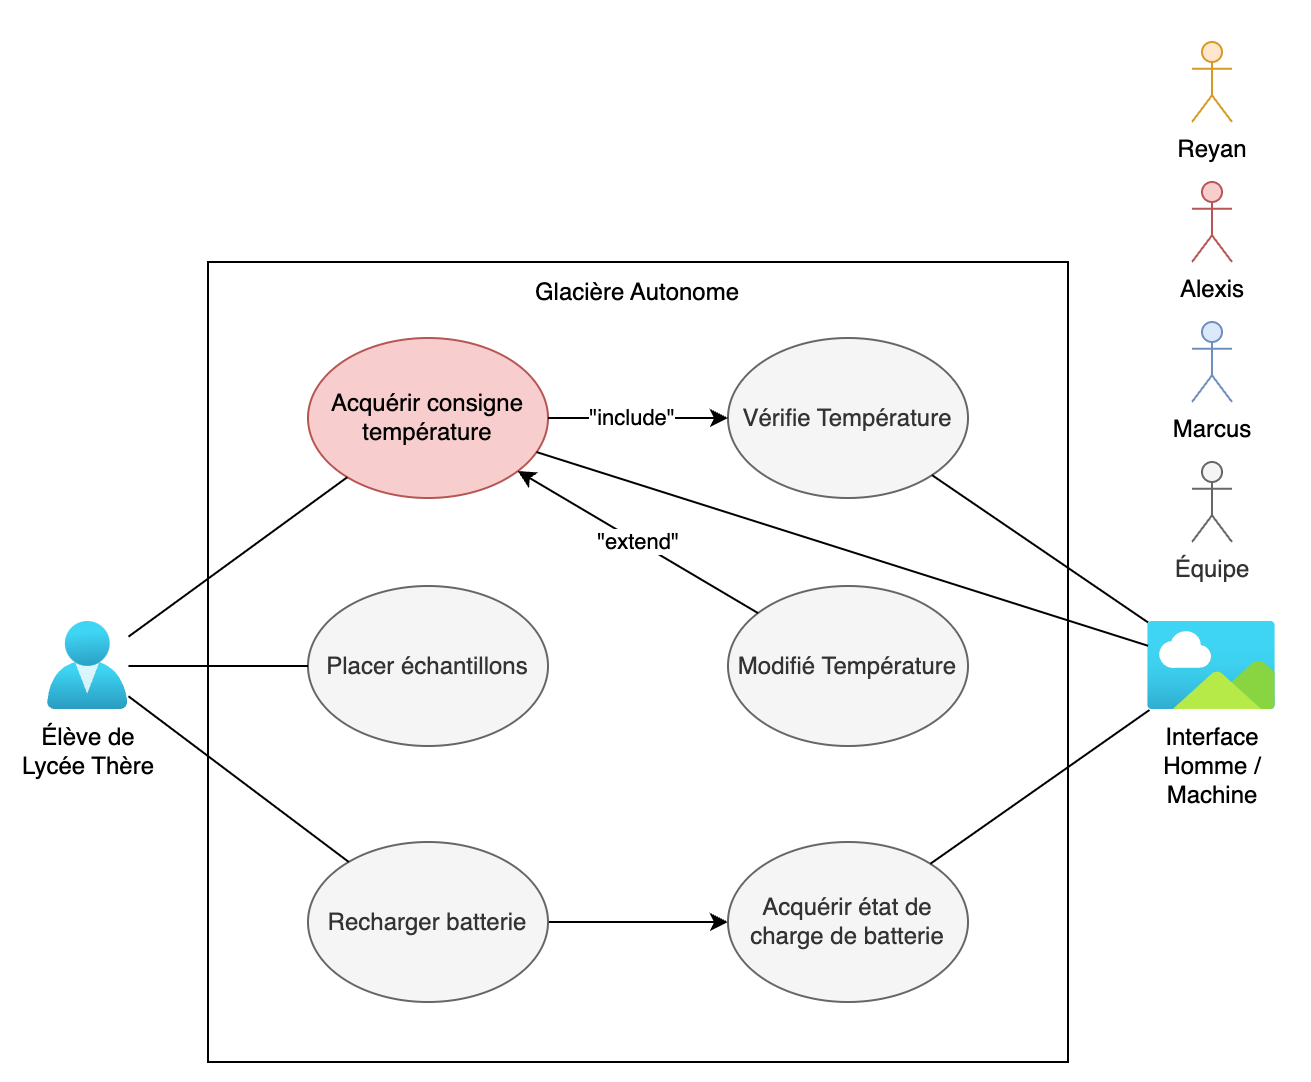 Reyan
Alexis
Marcus
Équipe
Glacière Autonome
Acquérir consigne
température
"include"
Vérifie Température
"extend"
Placer échantillons
Modifié Température
Élève de
Lycée Thère
Interface
Homme /
Machine
Recharger batterie
Acquérir état de
charge de batterie